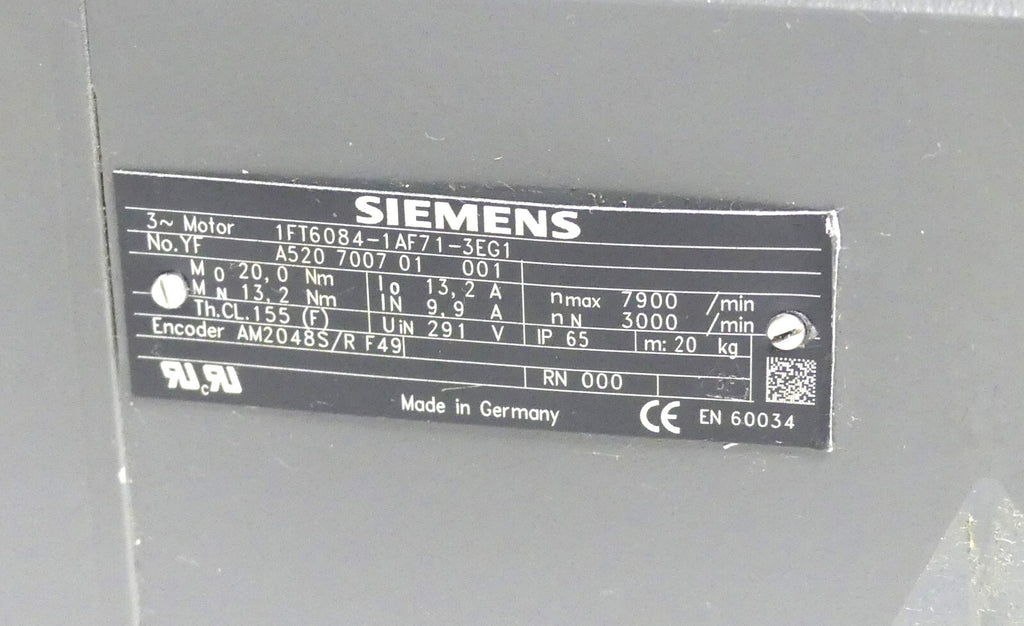 SIEMENS
3~ Motor 1FT6084-1AF71-3EG1
No.YF A520 7007 01 001
M0 20,0 Nm I0 13,2 A nmax 7900 /min
MN 13,2 Nm IN 9,9 A nN 3000 /min
Th.CL.155 (F) UiN 291 V IP 65 m: 20 kg
Encoder AM2048S/R F49
RN 000
Made in Germany CE EN 60034